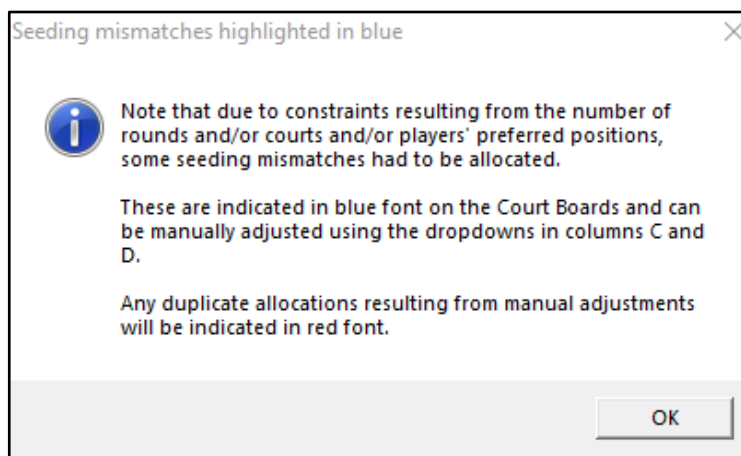 Seeding mismatches highlighted in blue
Note that due to constraints resulting from the number of
rounds and/or courts and/or players' preferred positions,
some seeding mismatches had to be allocated.
These are indicated in blue font on the Court Boards and can
be manually adjusted using the dropdowns in columns C and
D.
Any duplicate allocations resulting from manual adjustments
will be indicated in red font.
OK